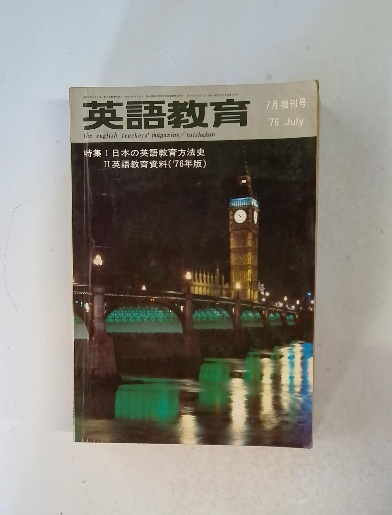 英語教育
7月増刊号
'76 July
the english teachers' magazine/taishukan
特集 I 日本の英語教育方法史
II 英語教育資料('76年版)